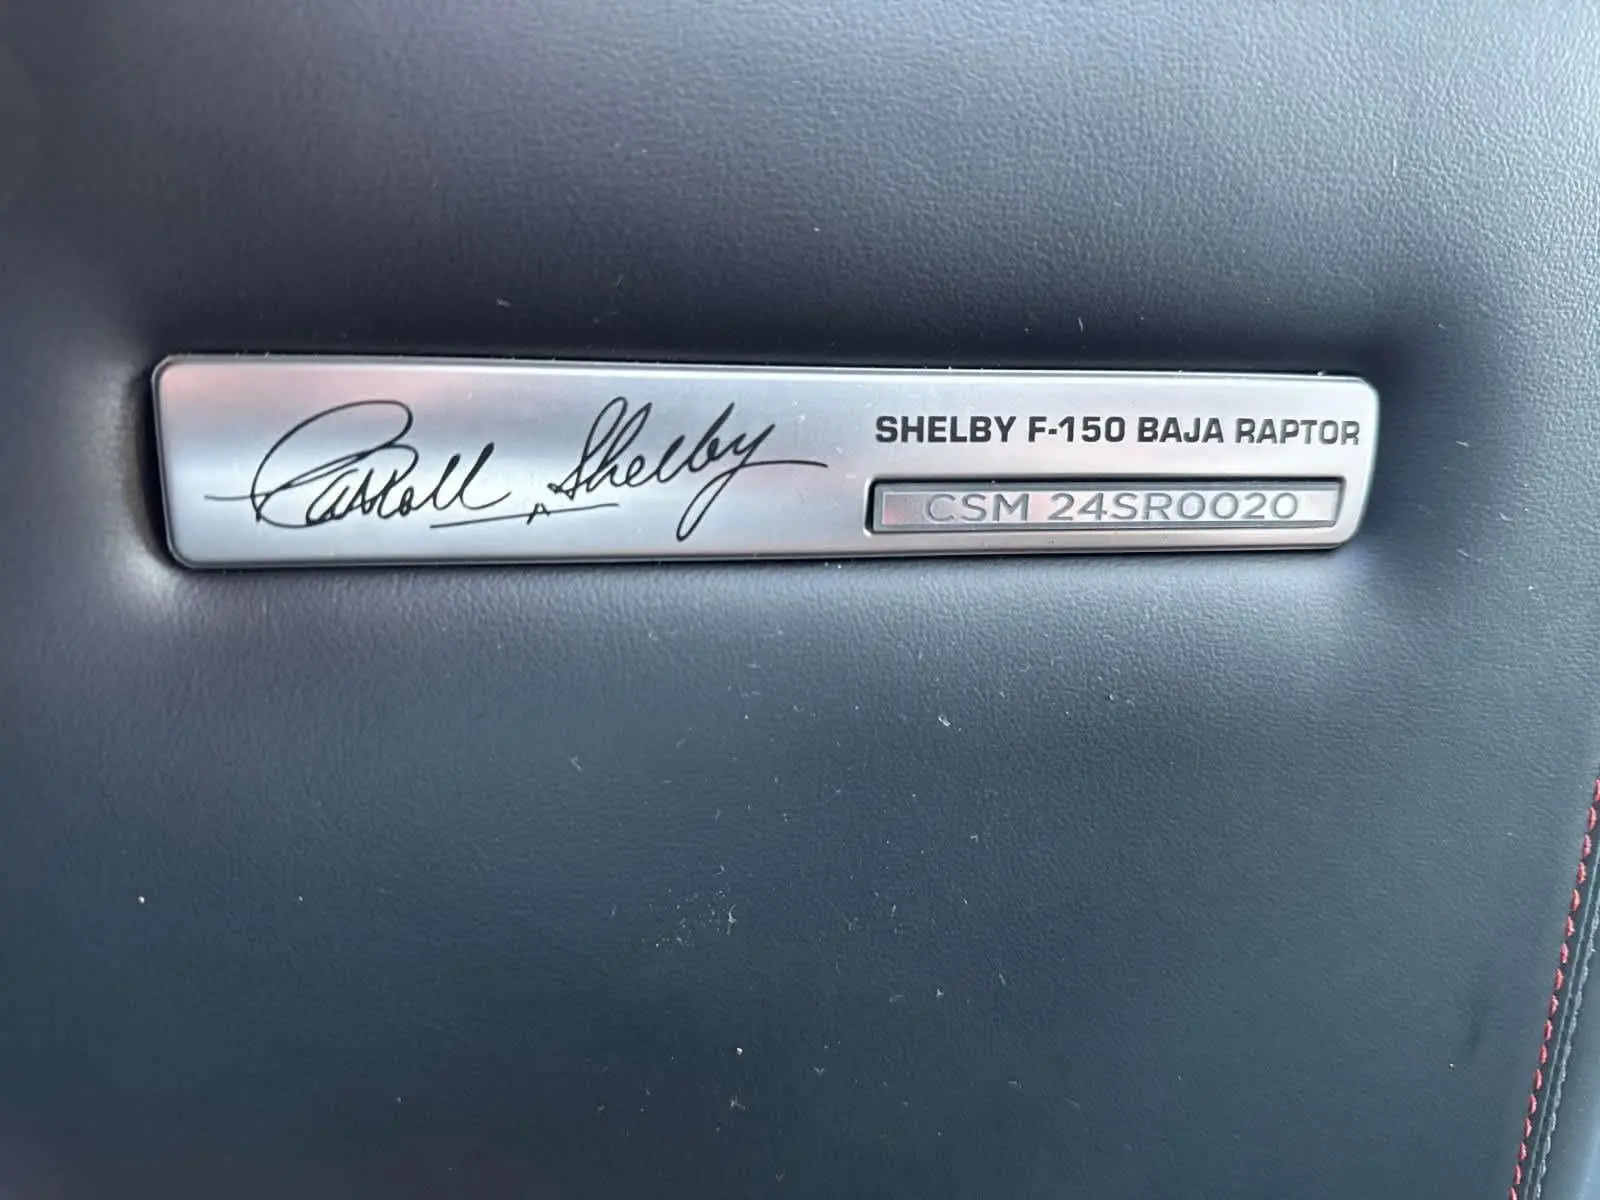 Carroll Shelby
SHELBY F-150 BAJA RAPTOR
CSM 24SR0020